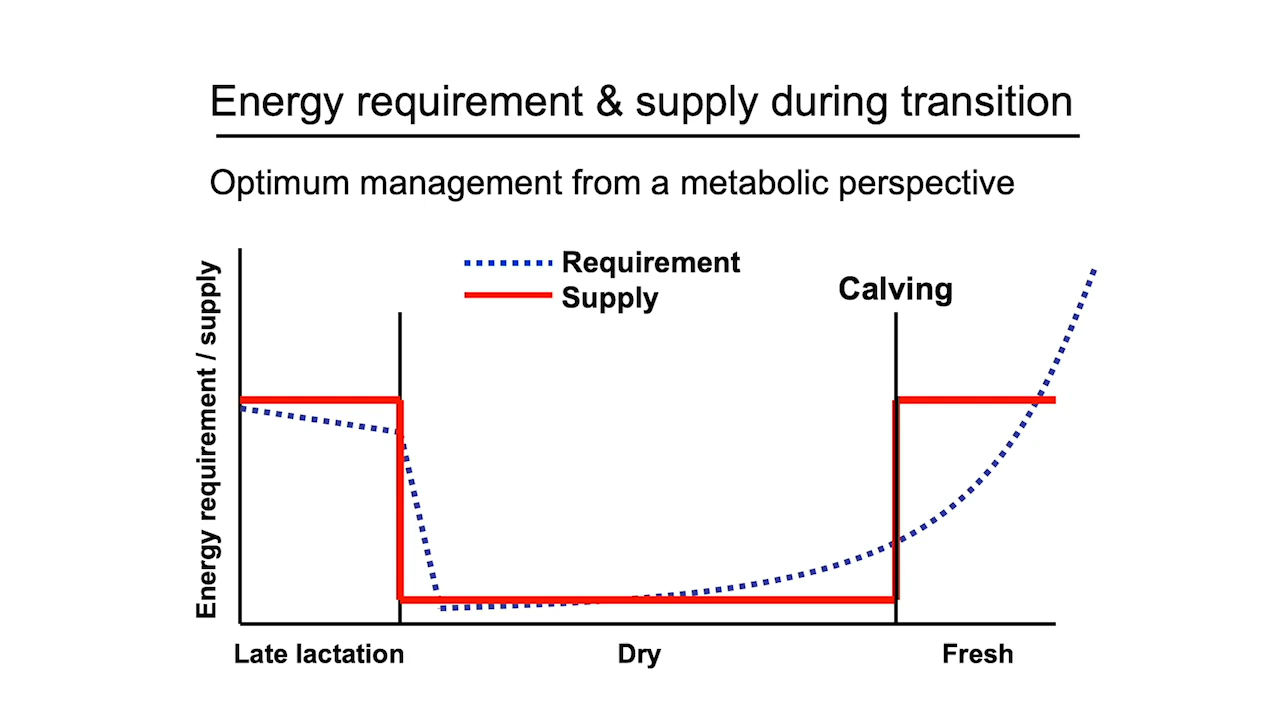 Energy requirement & supply during transition
Optimum management from a metabolic perspective
Requirement
Supply
Calving
Energy requirement / supply
Late lactation
Dry
Fresh